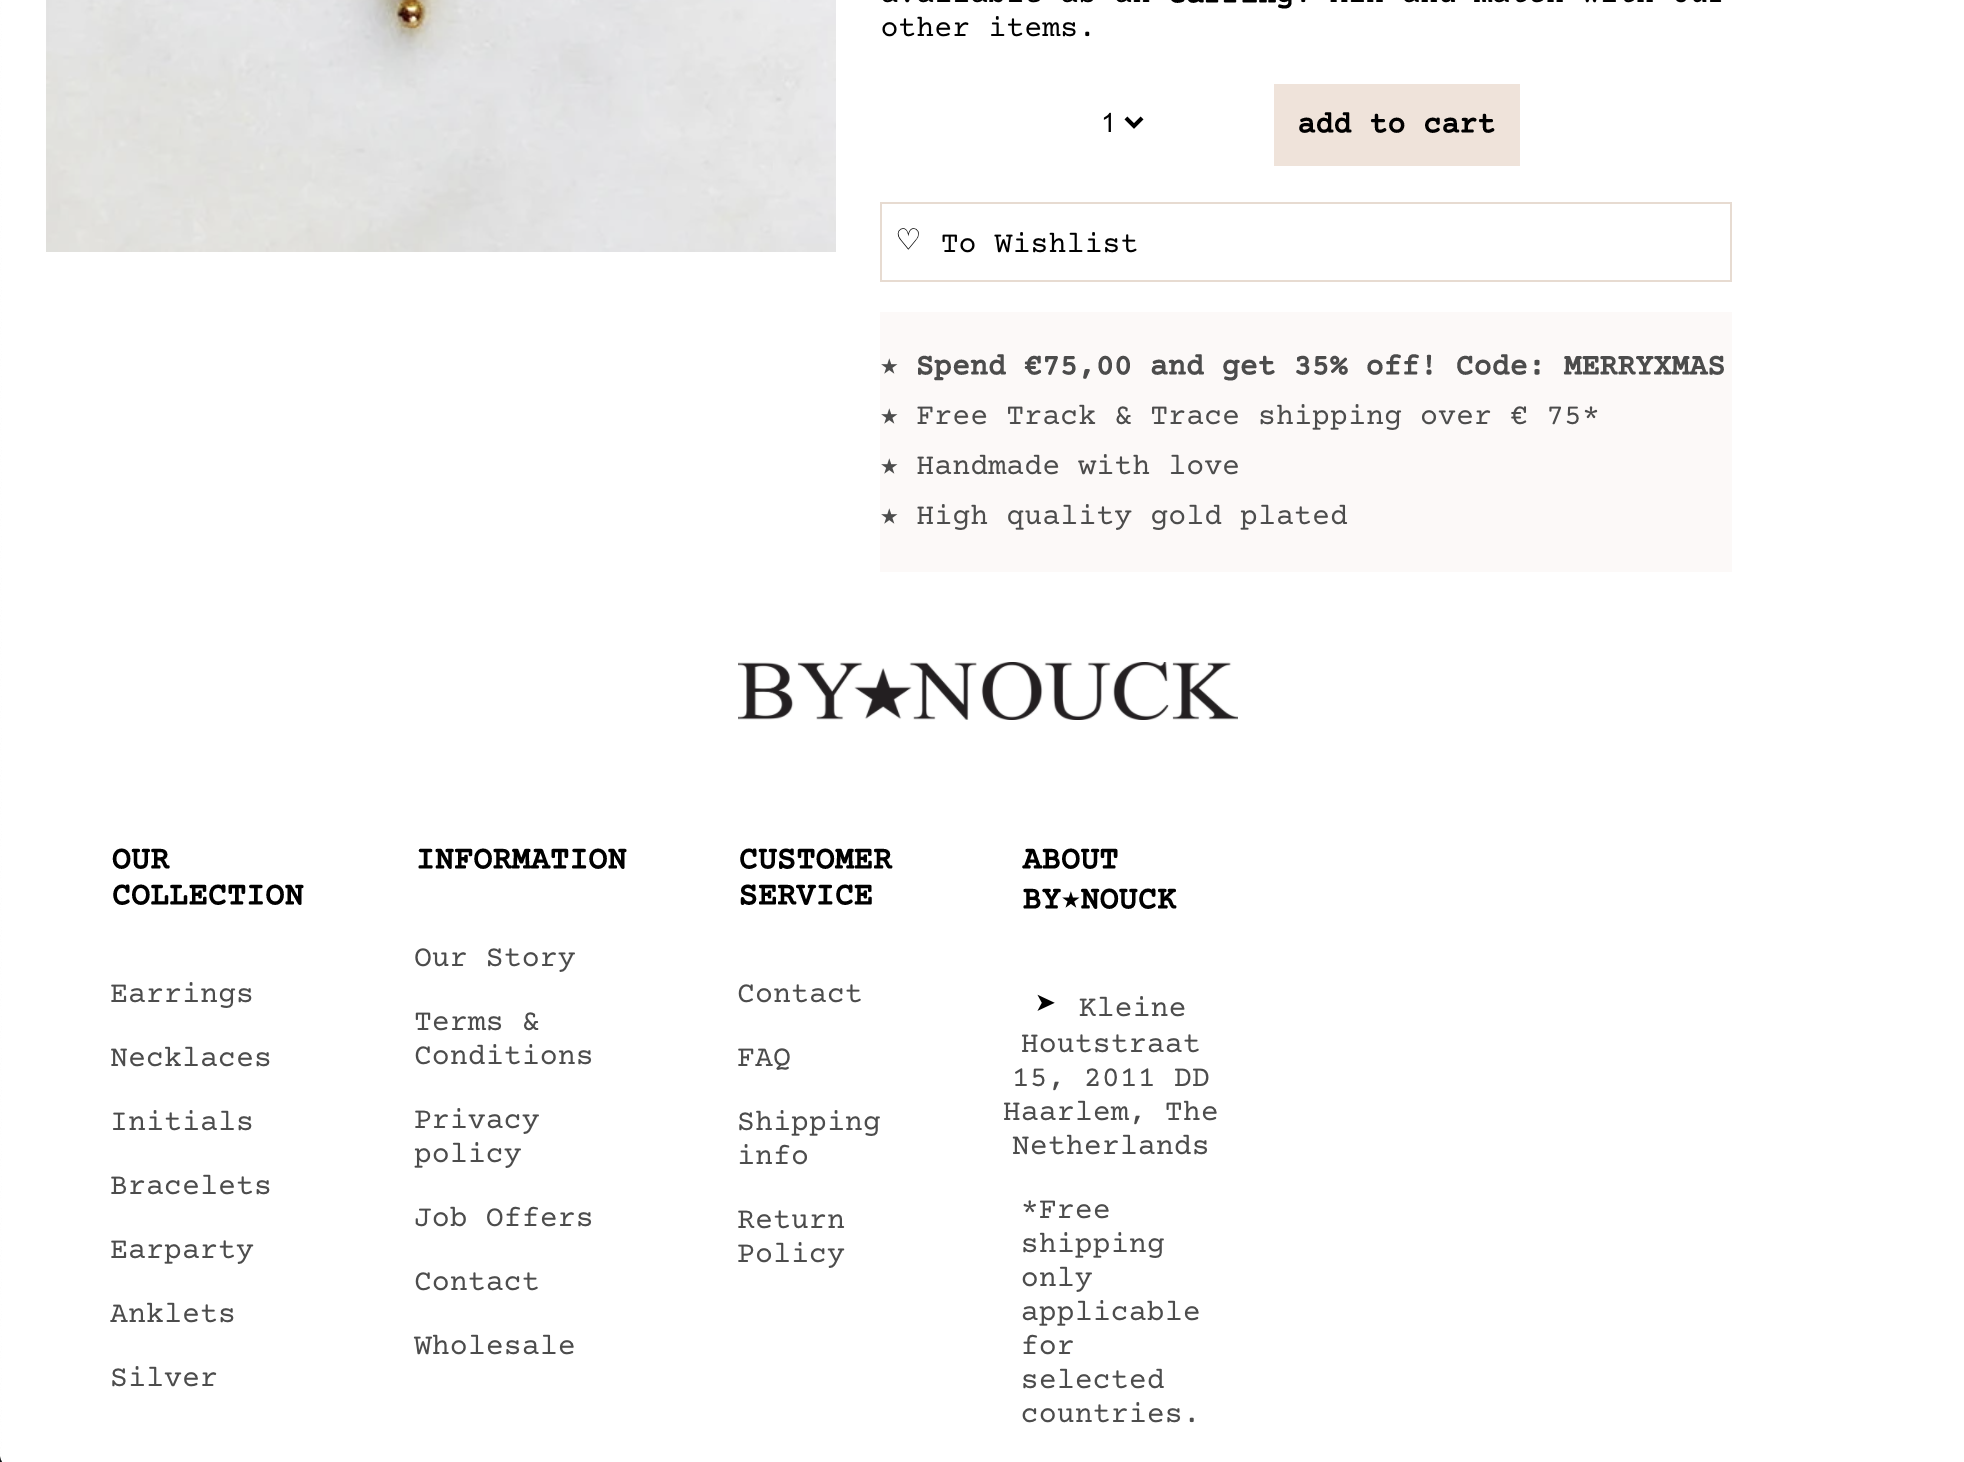 other items.
1
add to cart
♡ To Wishlist
★ Spend €75,00 and get 35% off! Code: MERRYXMAS
★ Free Track & Trace shipping over € 75*
★ Handmade with love
★ High quality gold plated
BY★NOUCK
OUR
COLLECTION
Earrings
Necklaces
Initials
Bracelets
Earparty
Anklets
Silver
INFORMATION
Our Story
Terms &
Conditions
Privacy
policy
Job Offers
Contact
Wholesale
CUSTOMER
SERVICE
Contact
FAQ
Shipping
info
Return
Policy
ABOUT
BY★NOUCK
➤ Kleine
Houtstraat
15, 2011 DD
Haarlem, The
Netherlands
*Free
shipping
only
applicable
for
selected
countries.